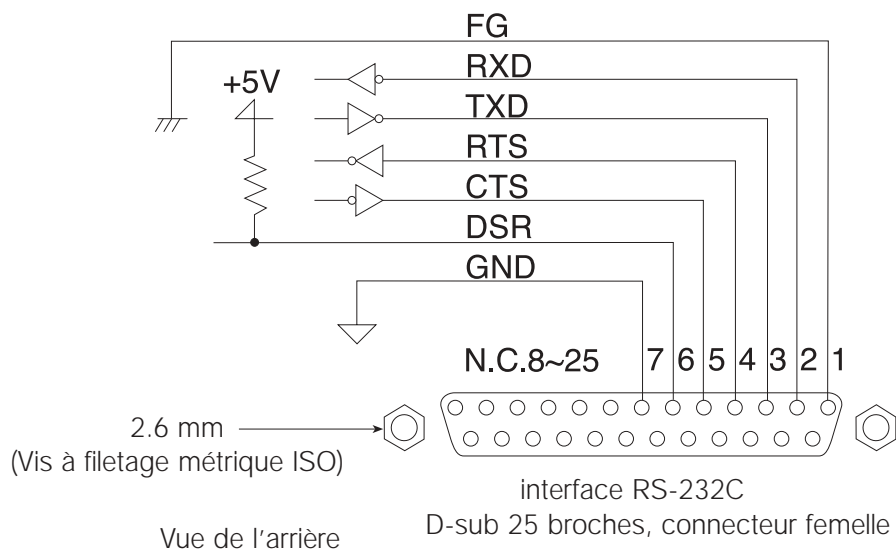 FG
RXD
+5V
TXD
RTS
CTS
DSR
GND
N.C.8~25 7 6 5 4 3 2 1
2.6 mm
(Vis à filetage métrique ISO)
interface RS-232C
D-sub 25 broches, connecteur femelle
Vue de l'arrière